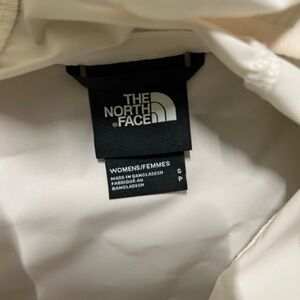 THE
NORTH
FACE
WOMENS/FEMMES
MADE IN BANGLADESH
FABRIQUÉ AU
BANGLADESH
S
P